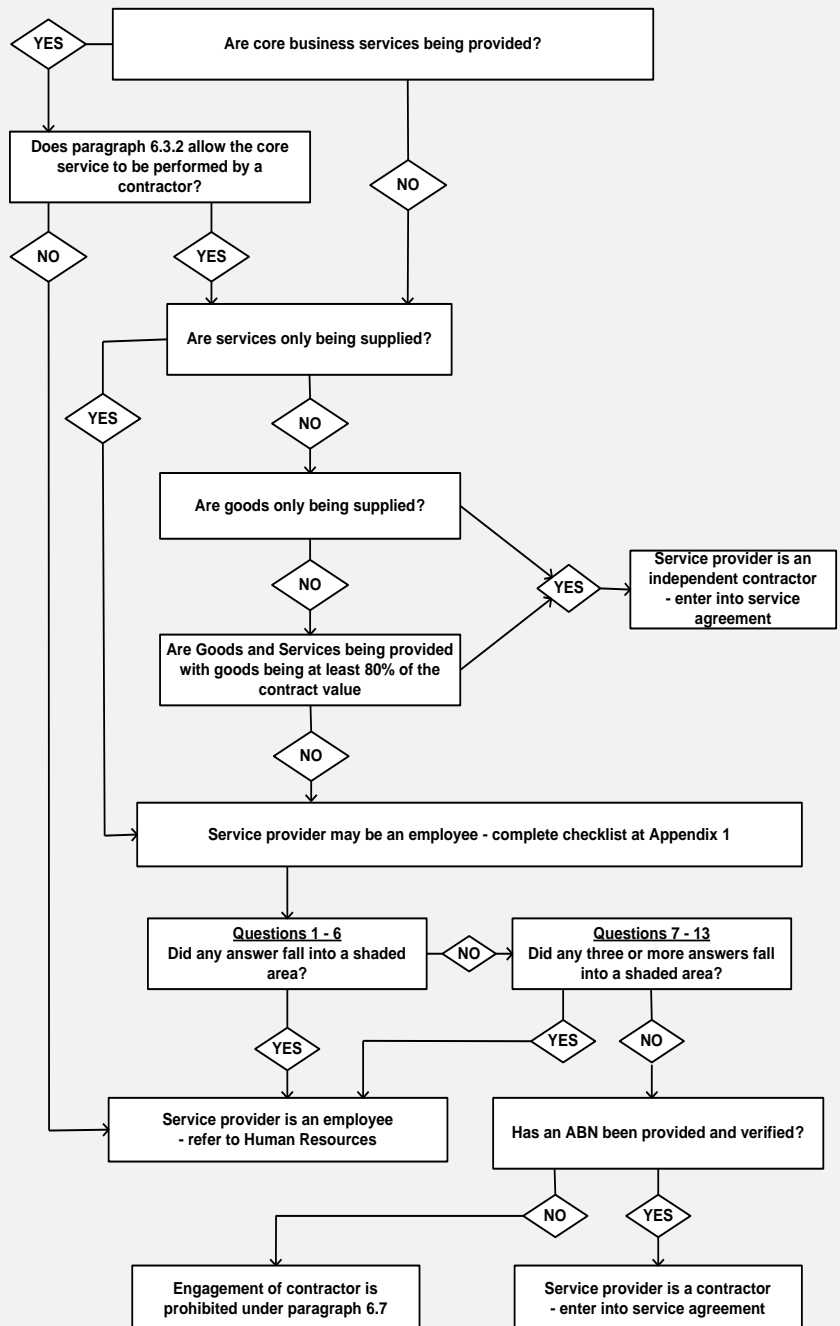 YES
Are core business services being provided?
Does paragraph 6.3.2 allow the core
service to be performed by a
contractor?
NO
NO
YES
Are services only being supplied?
YES
NO
Are goods only being supplied?
NO
YES
Service provider is an
independent contractor
- enter into service
agreement
Are Goods and Services being provided
with goods being at least 80% of the
contract value
NO
Service provider may be an employee - complete checklist at Appendix 1
Questions 1 - 6
Did any answer fall into a shaded
area?
NO
Questions 7 - 13
Did any three or more answers fall
into a shaded area?
YES
YES
NO
Service provider is an employee
- refer to Human Resources
Has an ABN been provided and verified?
NO
YES
Engagement of contractor is
prohibited under paragraph 6.7
Service provider is a contractor
- enter into service agreement